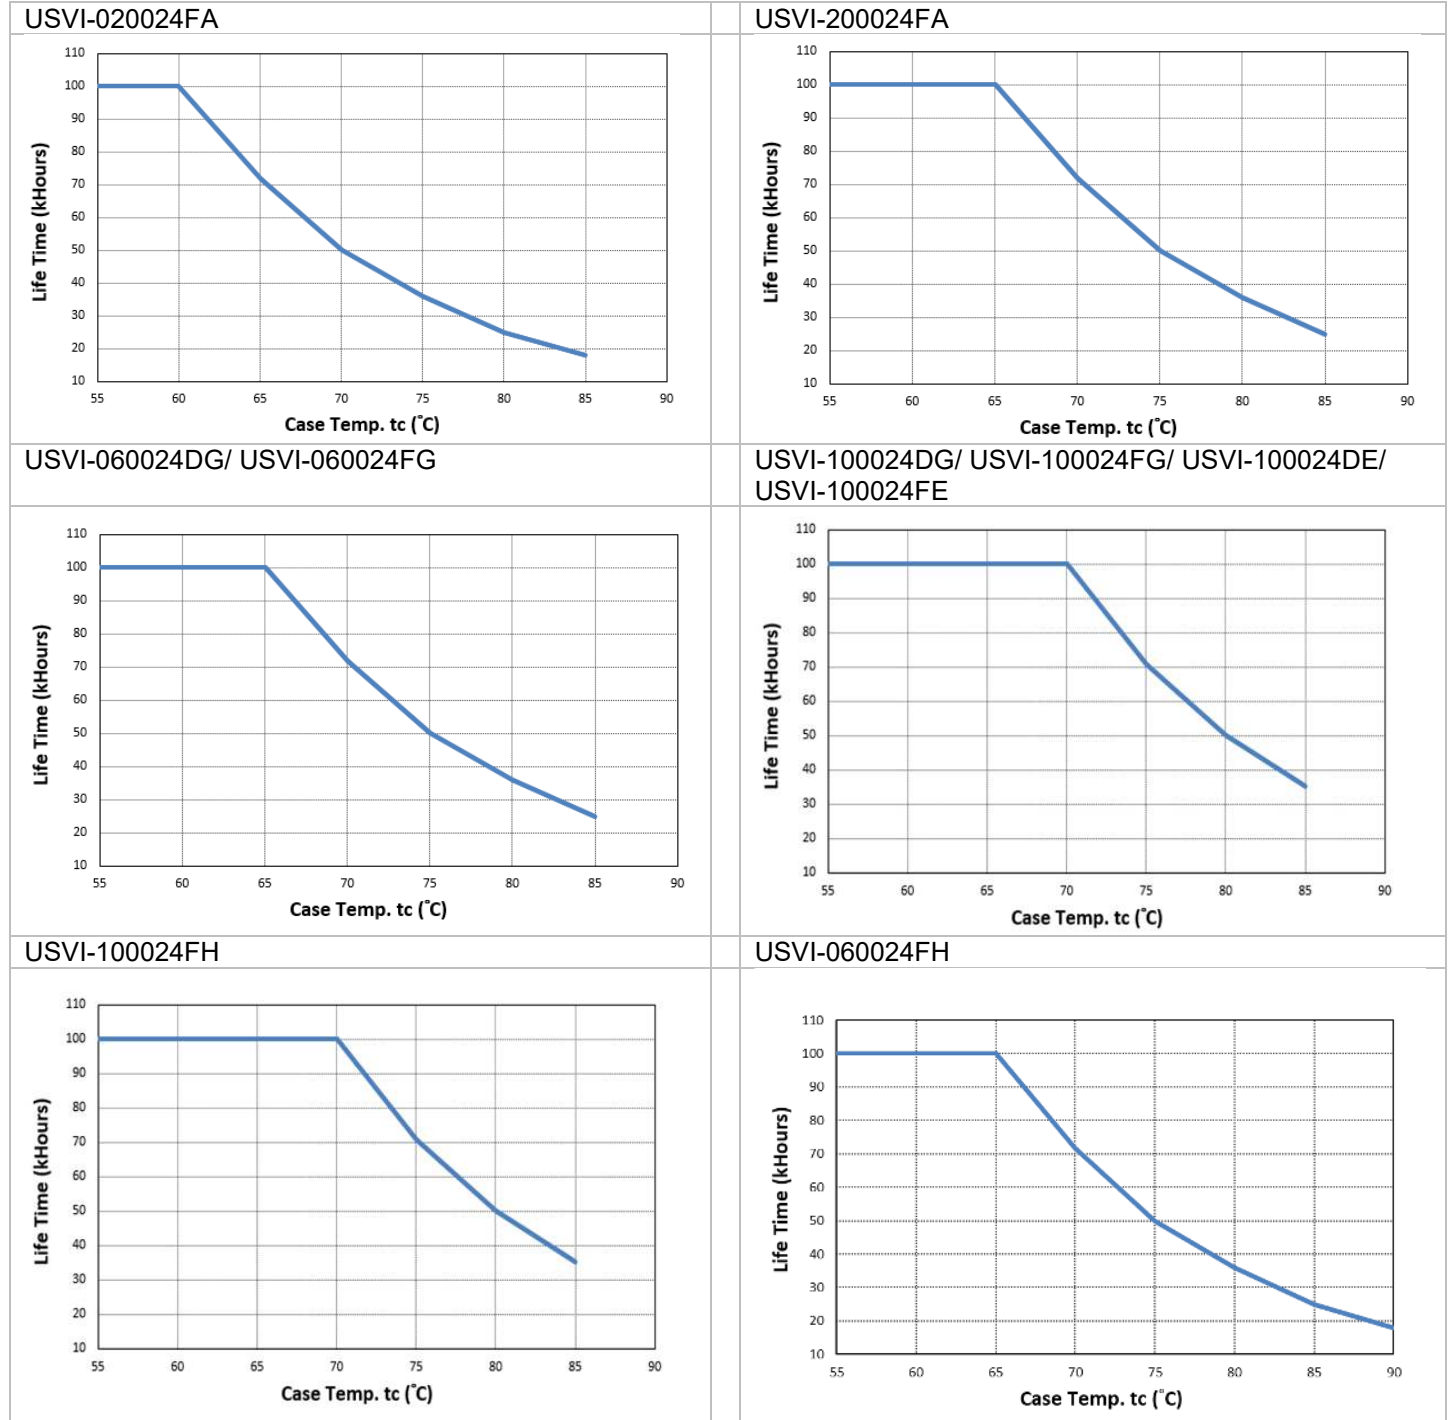 USVI-020024FA
110
100
90
80
70
60
50
40
30
20
10
55 60 65 70 75 80 85 90
Life Time (kHours)
Case Temp. tc (˚C)
USVI-200024FA
110
100
90
80
70
60
50
40
30
20
10
55 60 65 70 75 80 85 90
Life Time (kHours)
Case Temp. tc (˚C)
USVI-060024DG/ USVI-060024FG
110
100
90
80
70
60
50
40
30
20
10
55 60 65 70 75 80 85 90
Life Time (kHours)
Case Temp. tc (˚C)
USVI-100024DG/ USVI-100024FG/ USVI-100024DE/
USVI-100024FE
110
100
90
80
70
60
50
40
30
20
10
55 60 65 70 75 80 85 90
Life Time (kHours)
Case Temp. tc (˚C)
USVI-100024FH
110
100
90
80
70
60
50
40
30
20
10
55 60 65 70 75 80 85 90
Life Time (kHours)
Case Temp. tc (˚C)
USVI-060024FH
110
100
90
80
70
60
50
40
30
20
10
55 60 65 70 75 80 85 90
Life Time (kHours)
Case Temp. tc (˚C)